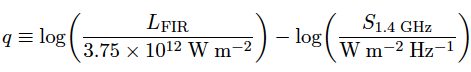 q ≡ log ( L_FIR / 3.75 × 10^12 W m^−2 ) − log ( S_1.4 GHz / W m^−2 Hz^−1 )